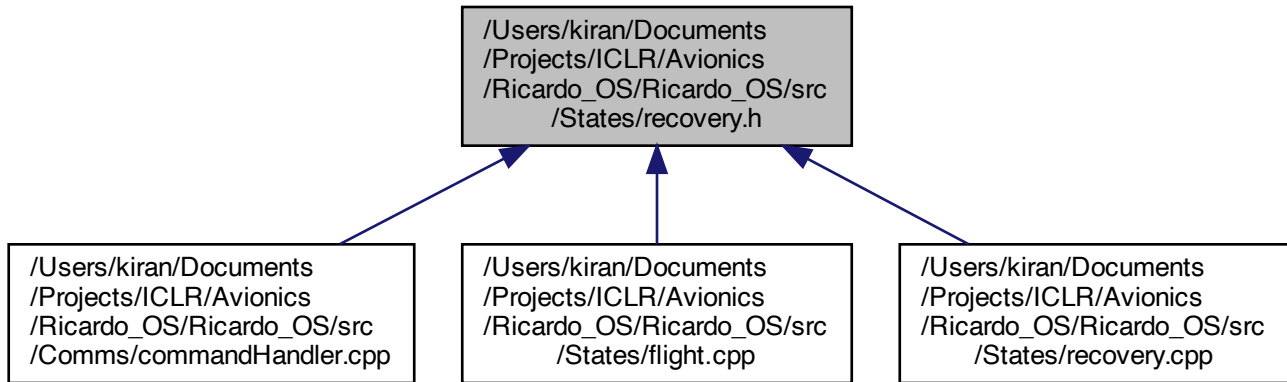 /Users/kiran/Documents
/Projects/ICLR/Avionics
/Ricardo_OS/Ricardo_OS/src
/States/recovery.h
/Users/kiran/Documents
/Projects/ICLR/Avionics
/Ricardo_OS/Ricardo_OS/src
/Comms/commandHandler.cpp
/Users/kiran/Documents
/Projects/ICLR/Avionics
/Ricardo_OS/Ricardo_OS/src
/States/flight.cpp
/Users/kiran/Documents
/Projects/ICLR/Avionics
/Ricardo_OS/Ricardo_OS/src
/States/recovery.cpp